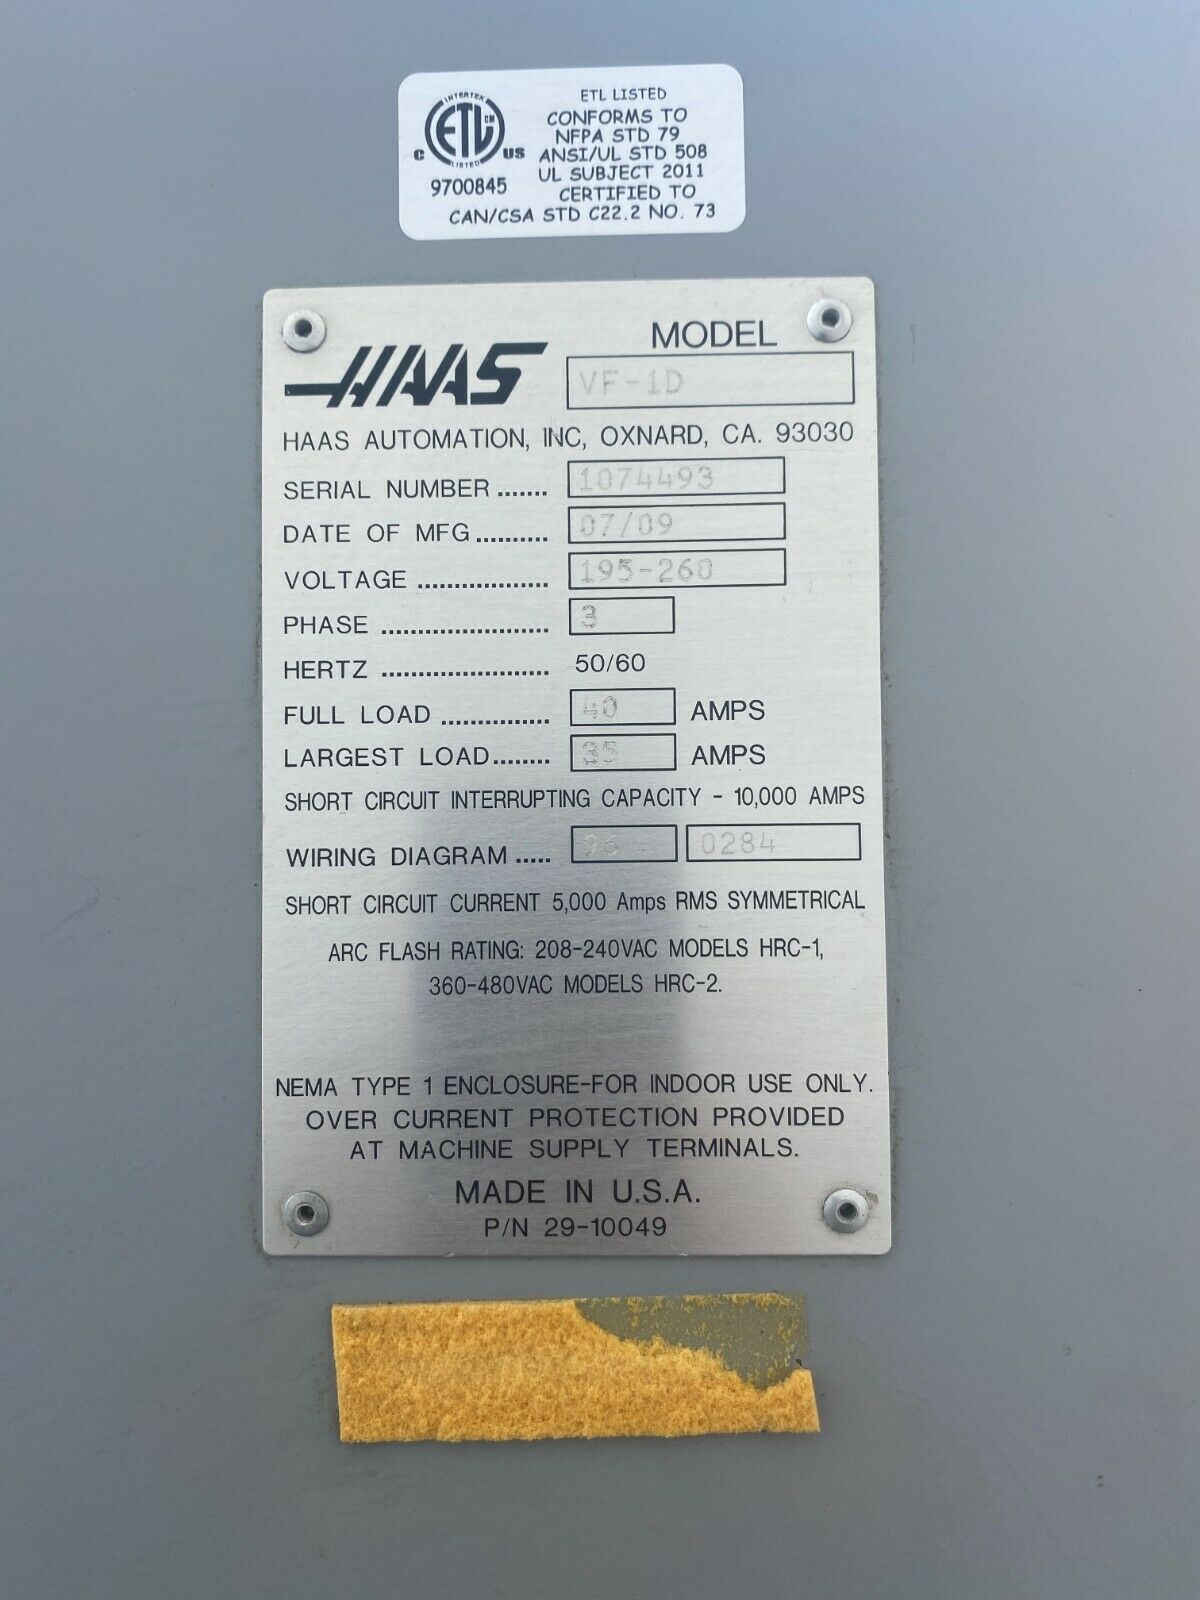 INTERTEK
ETL
CM
LISTED
C US
9700845
ETL LISTED
CONFORMS TO
NFPA STD 79
ANSI/UL STD 508
UL SUBJECT 2011
CERTIFIED TO
CAN/CSA STD C22.2 NO. 73
HAAS
MODEL
VF-1D
HAAS AUTOMATION, INC, OXNARD, CA. 93030
SERIAL NUMBER ....... 1074493
DATE OF MFG .......... 07/09
VOLTAGE .................. 195-260
PHASE ....................... 3
HERTZ ....................... 50/60
FULL LOAD ............... 40 AMPS
LARGEST LOAD........ AMPS
SHORT CIRCUIT INTERRUPTING CAPACITY - 10,000 AMPS
WIRING DIAGRAM ..... 96 0284
SHORT CIRCUIT CURRENT 5,000 Amps RMS SYMMETRICAL
ARC FLASH RATING: 208-240VAC MODELS HRC-1,
360-480VAC MODELS HRC-2.
NEMA TYPE 1 ENCLOSURE-FOR INDOOR USE ONLY.
OVER CURRENT PROTECTION PROVIDED
AT MACHINE SUPPLY TERMINALS.
MADE IN U.S.A.
P/N 29-10049